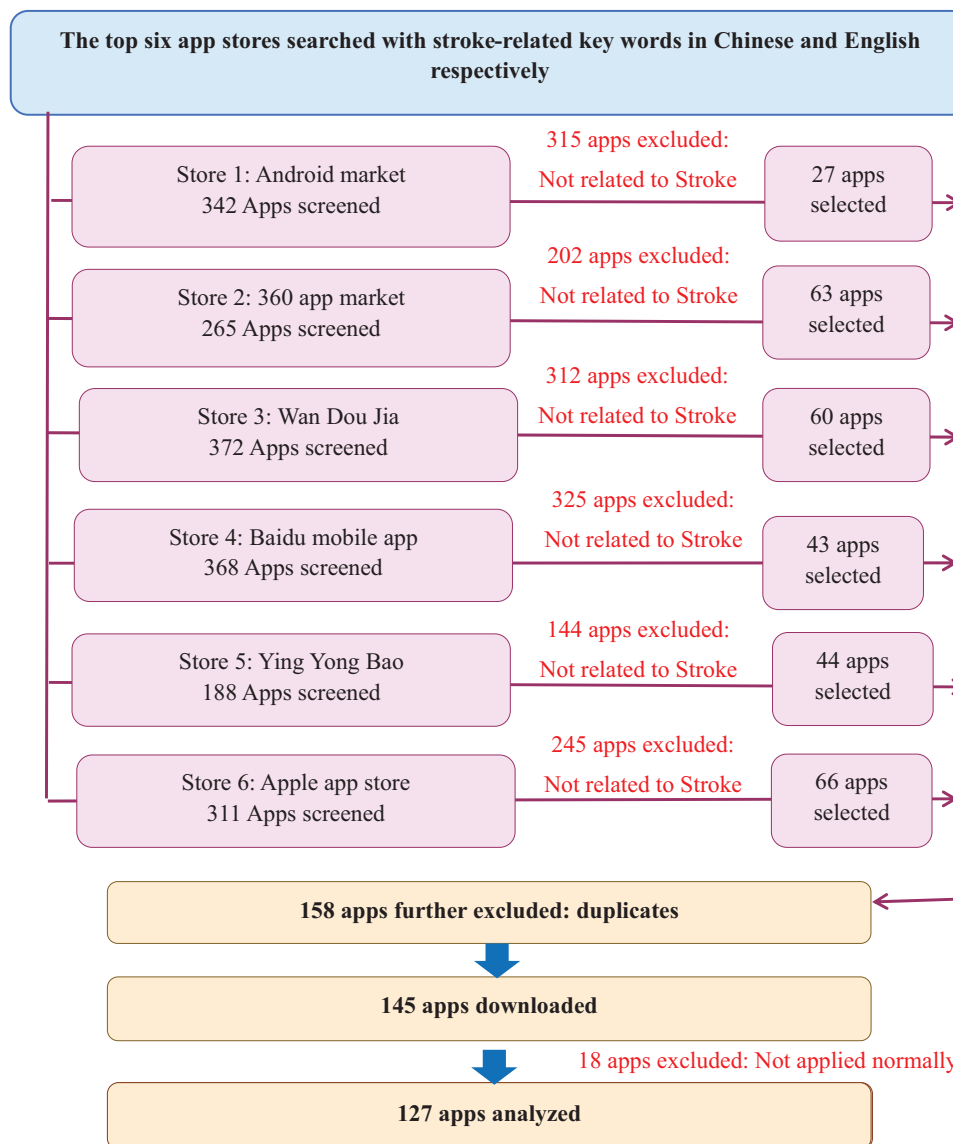 The top six app stores searched with stroke-related key words in Chinese and English
respectively
315 apps excluded:
Not related to Stroke
Store 1: Android market
342 Apps screened
27 apps
selected
202 apps excluded:
Not related to Stroke
Store 2: 360 app market
265 Apps screened
63 apps
selected
312 apps excluded:
Not related to Stroke
Store 3: Wan Dou Jia
372 Apps screened
60 apps
selected
325 apps excluded:
Not related to Stroke
Store 4: Baidu mobile app
368 Apps screened
43 apps
selected
144 apps excluded:
Not related to Stroke
Store 5: Ying Yong Bao
188 Apps screened
44 apps
selected
245 apps excluded:
Not related to Stroke
Store 6: Apple app store
311 Apps screened
66 apps
selected
158 apps further excluded: duplicates
145 apps downloaded
18 apps excluded: Not applied normally
127 apps analyzed